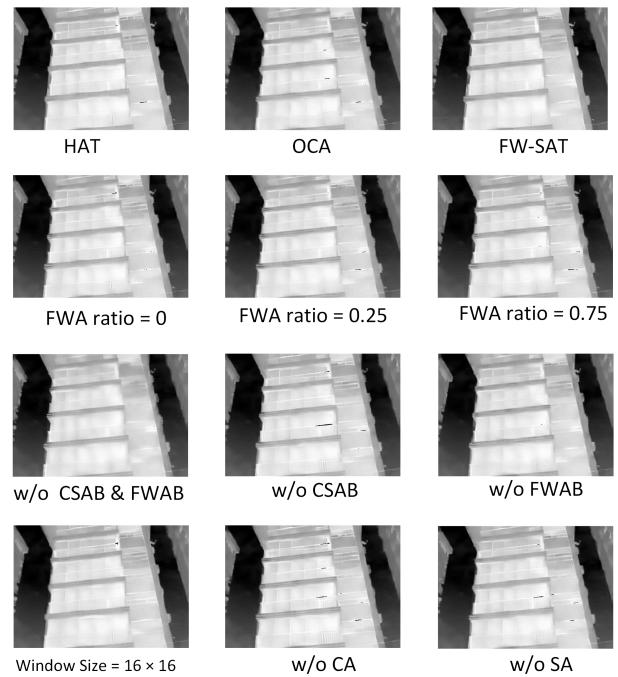 HAT
OCA
FW-SAT
FWA ratio = 0
FWA ratio = 0.25
FWA ratio = 0.75
w/o CSAB & FWAB
w/o CSAB
w/o FWAB
Window Size = 16 × 16
w/o CA
w/o SA